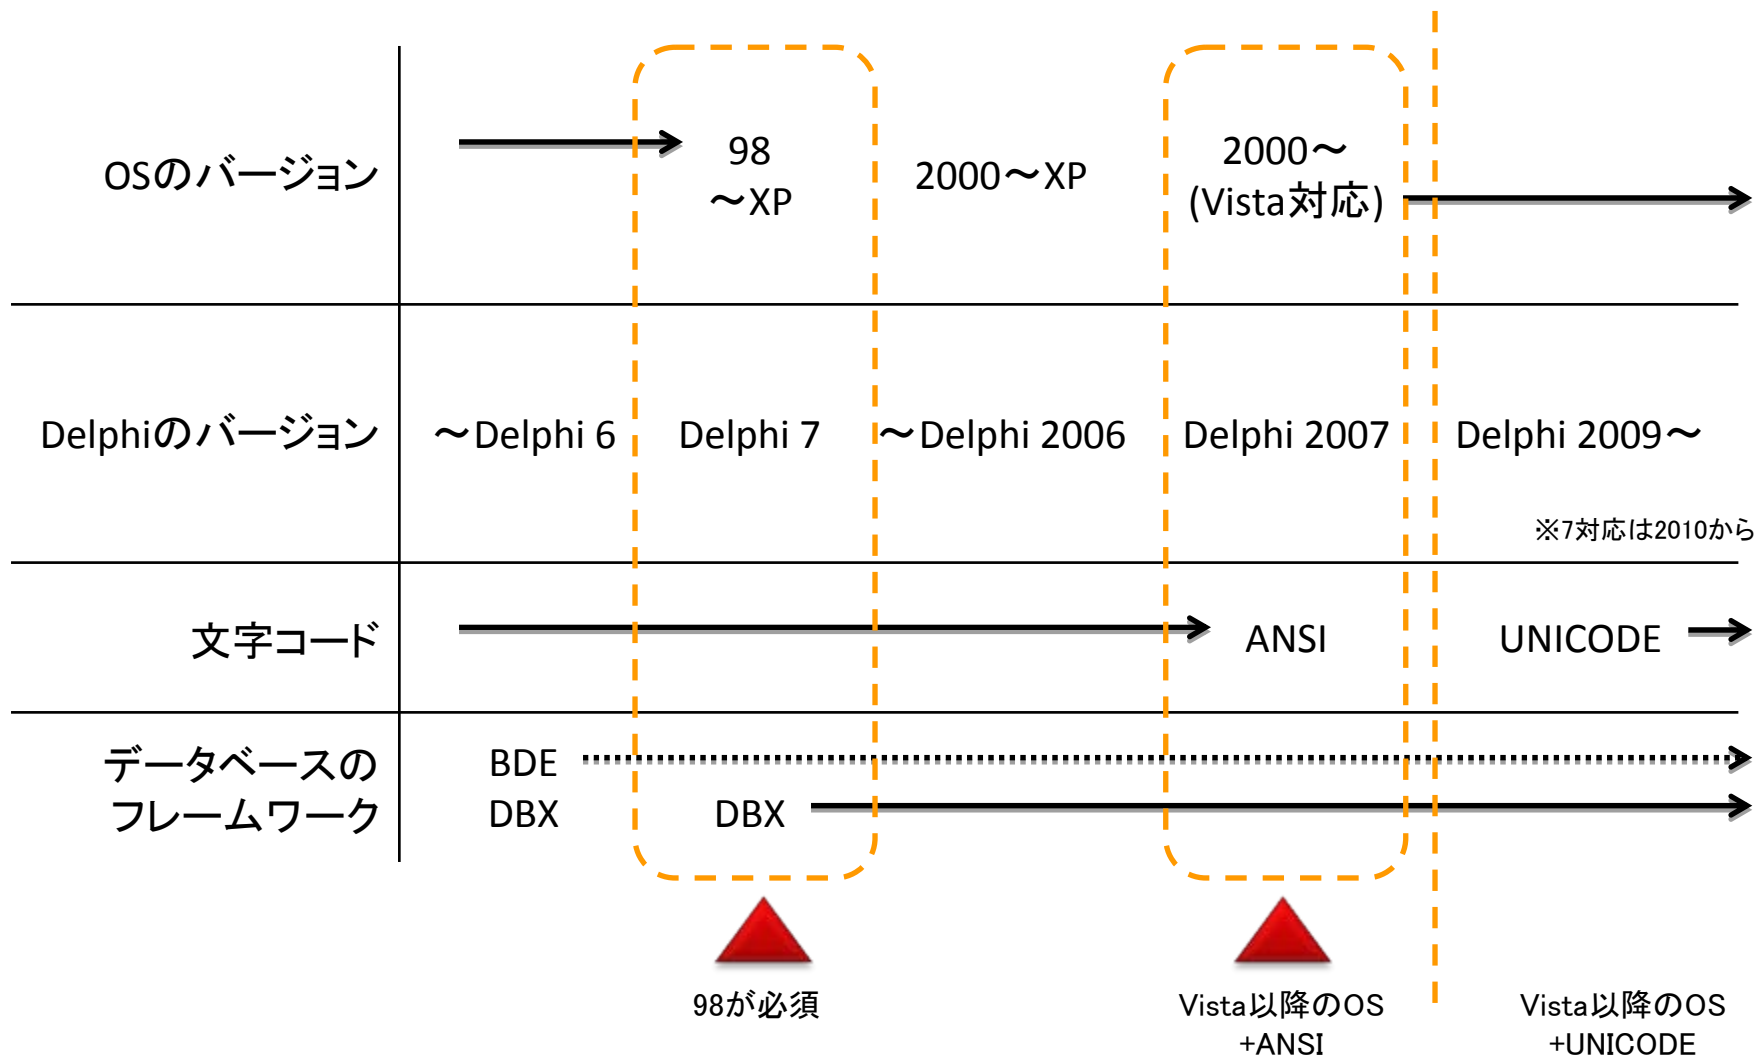 OSのバージョン
98
～XP
2000～XP
2000～
(Vista対応)
Delphiのバージョン
～Delphi 6
Delphi 7
～Delphi 2006
Delphi 2007
Delphi 2009～
※7対応は2010から
文字コード
ANSI
UNICODE
データベースの
フレームワーク
BDE
DBX
DBX
98が必須
Vista以降のOS
+ANSI
Vista以降のOS
+UNICODE